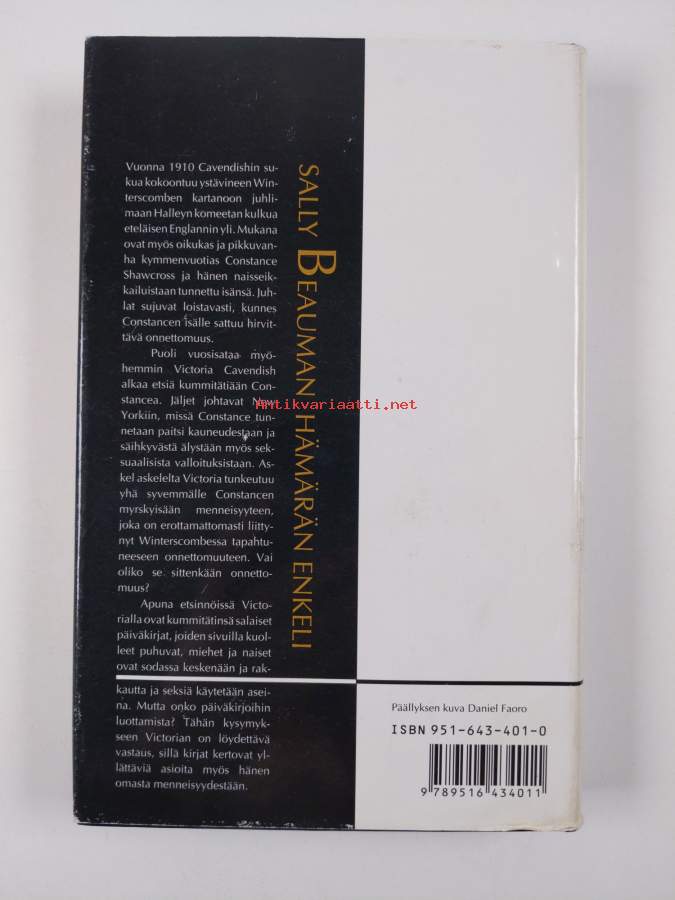 Vuonna 1910 Cavendishin su-
kua kokoontuu ystävineen Win-
terscomben kartanoon juhli-
maan Halleyn komeetan kulkua
eteläisen Englannin yli. Mukana
ovat myös oikukas ja pikkuvan-
ha kymmenvuotias Constance
Shawcross ja hänen naisseik-
kailuistaan tunnettu isänsä. Juh-
lat sujuvat loistavasti, kunnes
Constancen isälle sattuu hirvit-
tävä onnettomuus.
Puoli vuosisataa myö-
hemmin Victoria Cavendish
alkaa etsiä kummitätiään Con-
stancea. Jäljet johtavat New
Yorkiin, missä Constance tun-
netaan paitsi kauneudestaan ja
säihkyvästä älystään myös sek-
suaalisista valloituksistaan. As-
kel askelelta Victoria tunkeutuu
yhä syvemmälle Constancen
myrskyisään menneisyyteen,
joka on erottamattomasti liitty-
nyt Winterscombessa tapahtu-
neeseen onnettomuuteen. Vai
oliko se sittenkään onnetto-
muus?
Apuna etsinnöissä Victo-
rialla ovat kummitätinsä salaiset
päiväkirjat, joiden sivuilla kuol-
leet puhuvat, miehet ja naiset
ovat sodassa keskenään ja rak-
kautta ja seksiä käytetään asei-
na. Mutta onko päiväkirjoihin
luottamista? Tähän kysymyk-
seen Victorian on löydettävä
vastaus, sillä kirjat kertovat yl-
lättäviä asioita myös hänen
omasta menneisyydestään.
SALLY BEAUMAN HÄMÄRÄN ENKELI
Antikvariaatti.net
Päällyksen kuva Daniel Faoro
ISBN 951-643-401-0
9 789516 434011